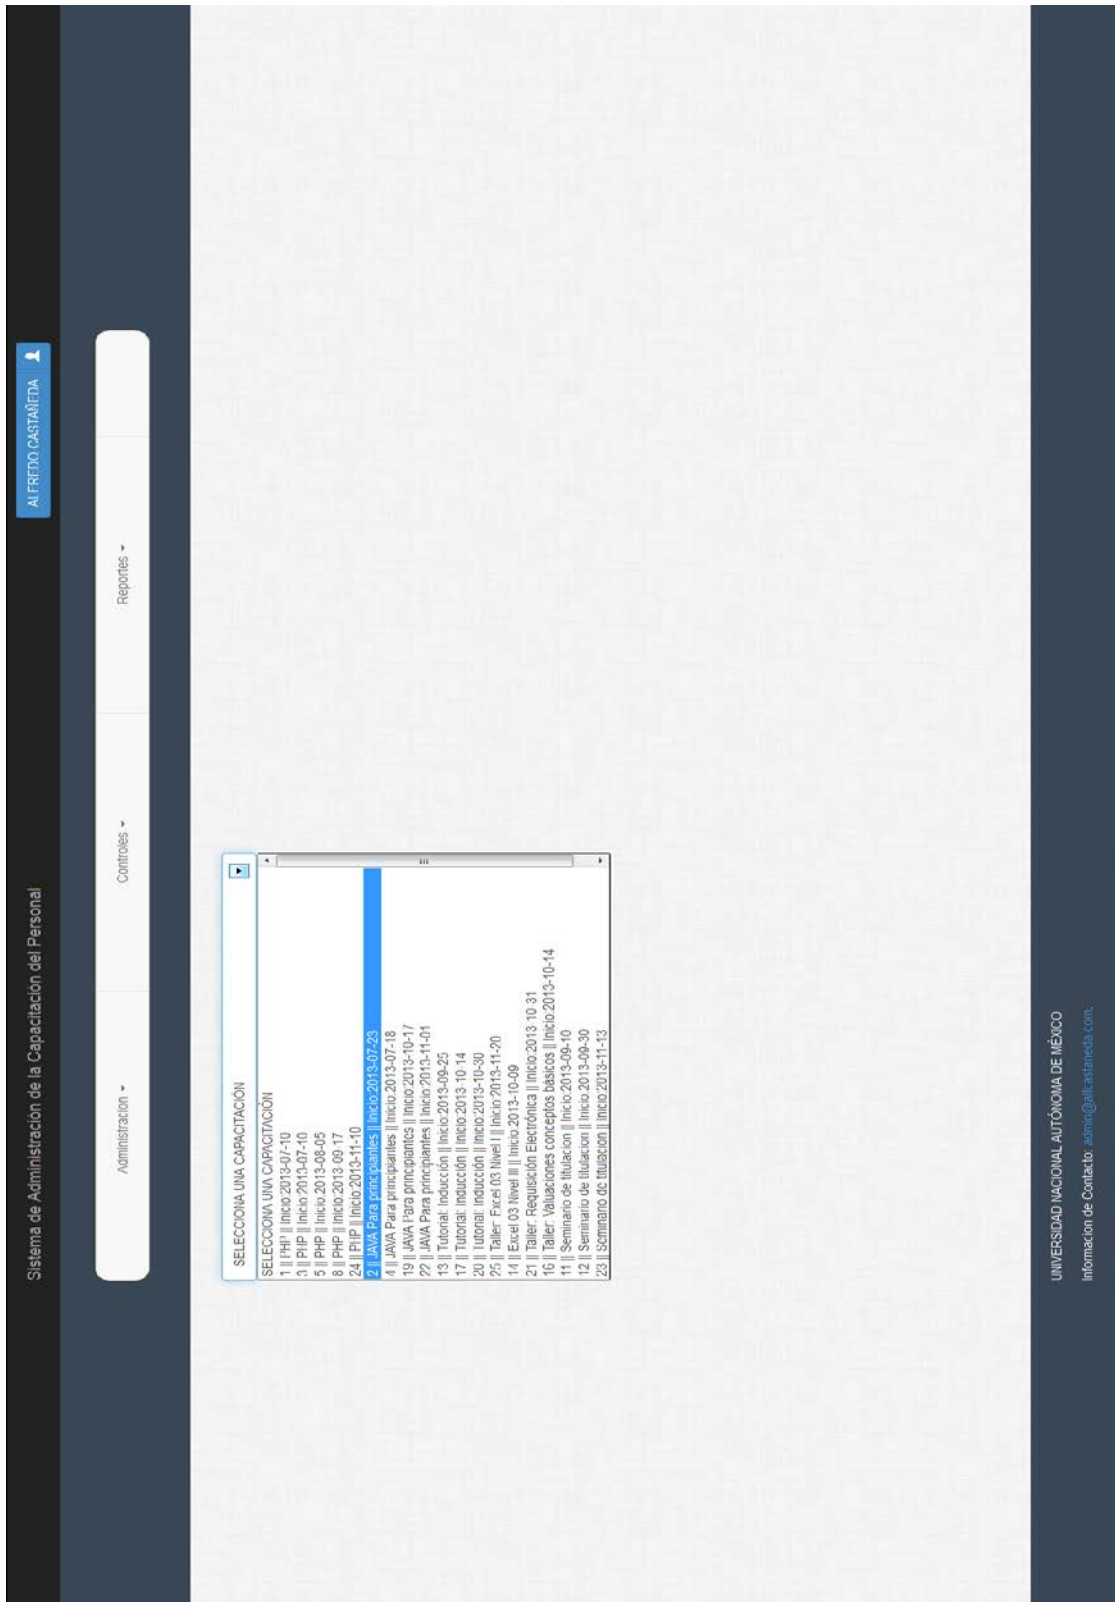 Sistema de Administración de la Capacitación del Personal
ALFREDO CASTAÑEDA
Administracion
Controles
Reportes
SELECCIONA UNA CAPACITACIÓN
SELECCIONA UNA CAPACITACIÓN
1 || PHP || Inicio:2013-07-10
3 || PHP || Inicio:2013-07-10
5 || PHP || Inicio:2013-08-05
8 || PHP || Inicio:2013-09-17
24 || PHP || Inicio:2013-11-10
2 || JAVA Para principiantes || Inicio:2013-07-23
4 || JAVA Para principiantes || Inicio:2013-07-18
19 || JAVA Para principiantes || Inicio:2013-10-17
22 || JAVA Para principiantes || Inicio:2013-11-01
13 || Tutorial: Inducción || Inicio:2013-09-25
17 || Tutorial: Inducción || Inicio:2013-10-14
20 || Tutorial: Inducción || Inicio:2013-10-30
25 || Taller: Excel 03 Nivel I || Inicio:2013-11-20
14 || Excel 03 Nivel III || Inicio:2013-10-09
21 || Taller: Requisición Electrónica || Inicio:2013-10-31
16 || Taller: Valuaciones conceptos básicos || Inicio:2013-10-14
11 || Seminario de titulacion || Inicio:2013-09-10
12 || Seminario de titulacion || Inicio:2013-09-30
23 || Seminario de titulacion || Inicio:2013-11-13
UNIVERSIDAD NACIONAL AUTÓNOMA DE MÉXICO
Informacion de Contacto: admin@alfcastaneda.com.